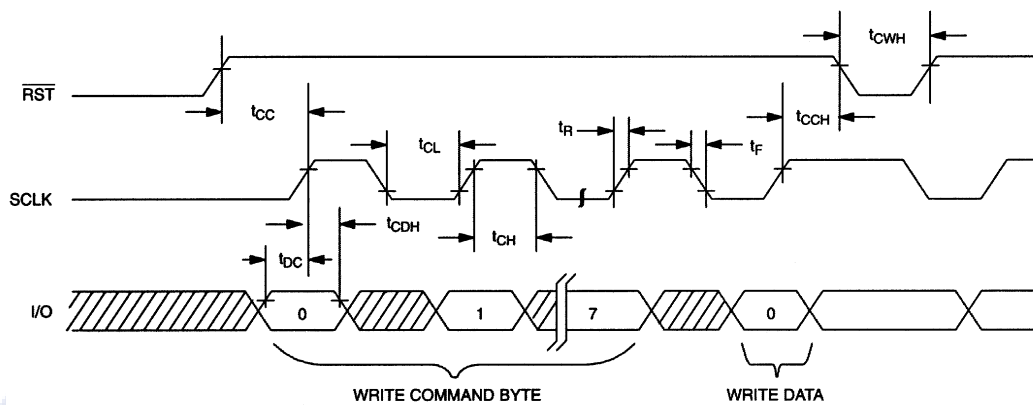 tCWH
RST
tCC
tCCH
tCL
tR
tF
SCLK
tCDH
tCH
tDC
I/O
0
1
7
0
WRITE COMMAND BYTE
WRITE DATA